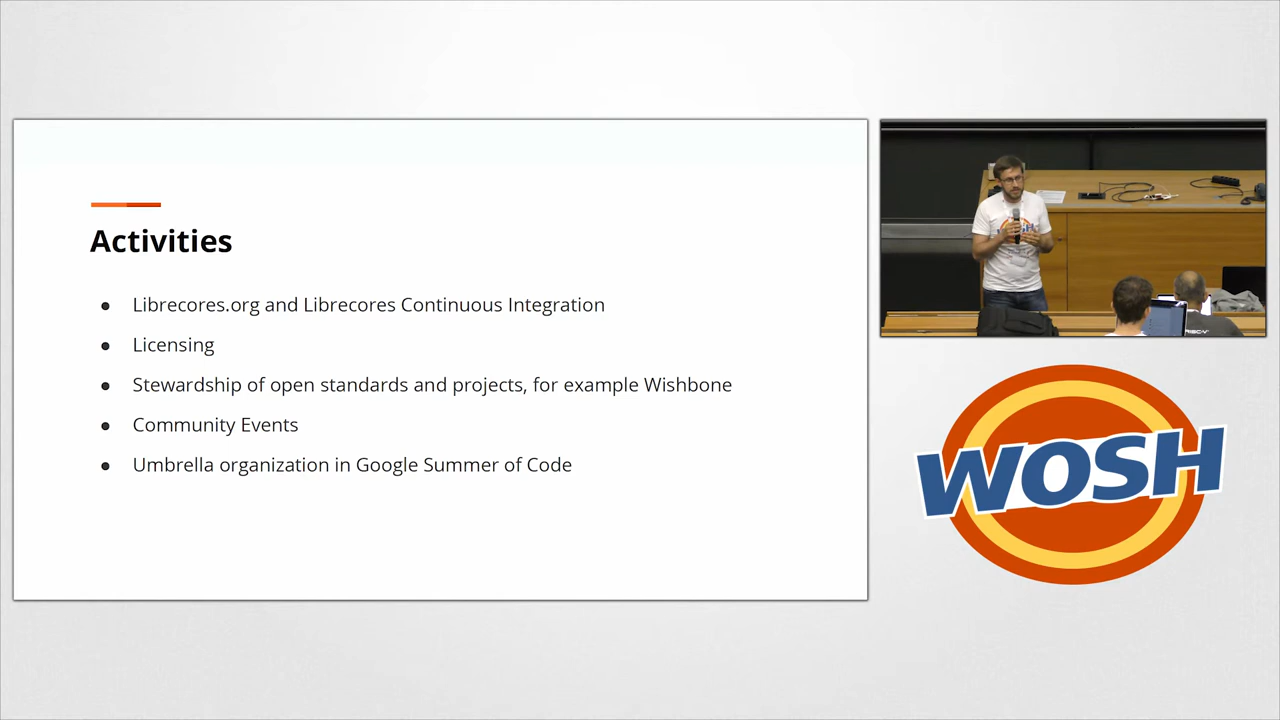 Activities
● Librecores.org and Librecores Continuous Integration
● Licensing
● Stewardship of open standards and projects, for example Wishbone
● Community Events
● Umbrella organization in Google Summer of Code
RISC-V
WOSH